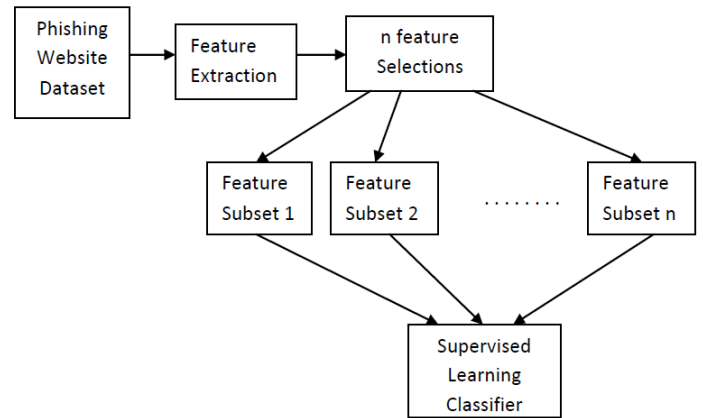 Phishing
Website
Dataset
Feature
Extraction
n feature
Selections
Feature
Subset 1
Feature
Subset 2
. . . . . . . .
Feature
Subset n
Supervised
Learning
Classifier